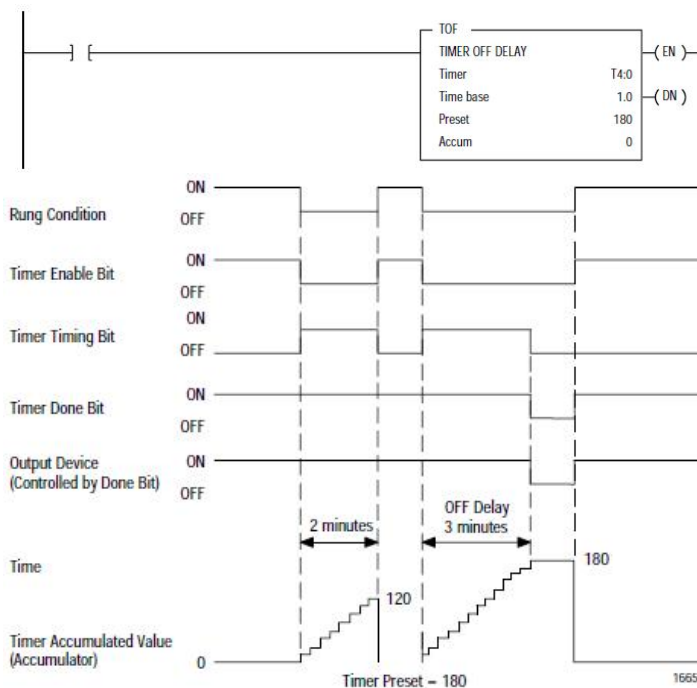 TOF
TIMER OFF DELAY
Timer T4:0
Time base 1.0
Preset 180
Accum 0
(EN)
(DN)
Rung Condition
ON
OFF
Timer Enable Bit
ON
OFF
Timer Timing Bit
ON
OFF
Timer Done Bit
ON
OFF
Output Device
(Controlled by Done Bit)
ON
OFF
2 minutes
OFF Delay
3 minutes
Time
180
120
Timer Accumulated Value
(Accumulator)
0
Timer Preset = 180
1665